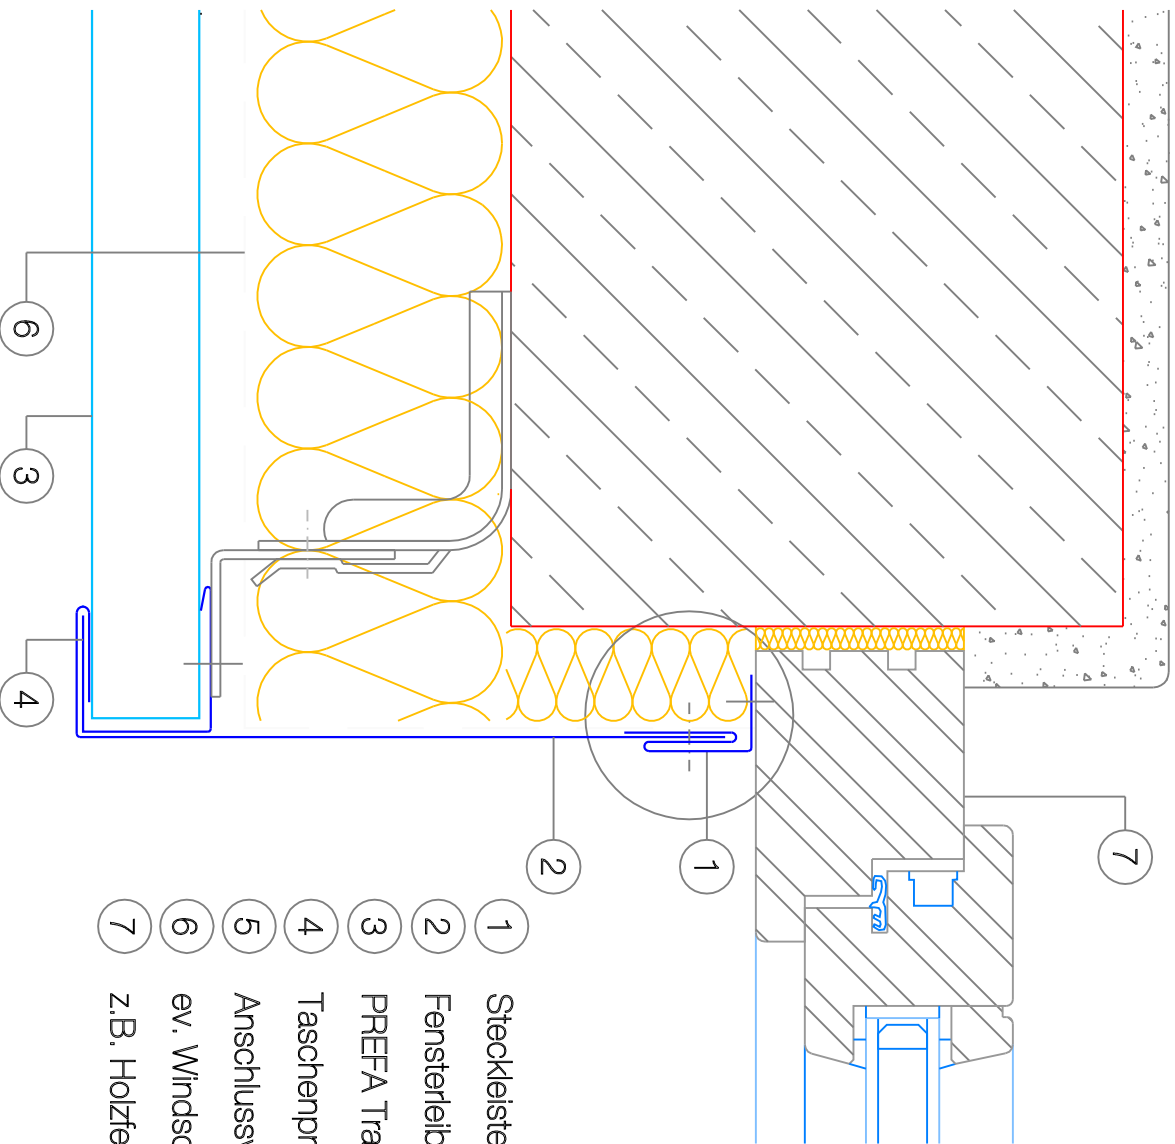 7
1
2
1 Steckleiste
2 Fensterleib
3 PREFA Tra
4 Taschenpr
5 Anschluss
6 ev. Winds
7 z.B. Holzfe
6
3
4